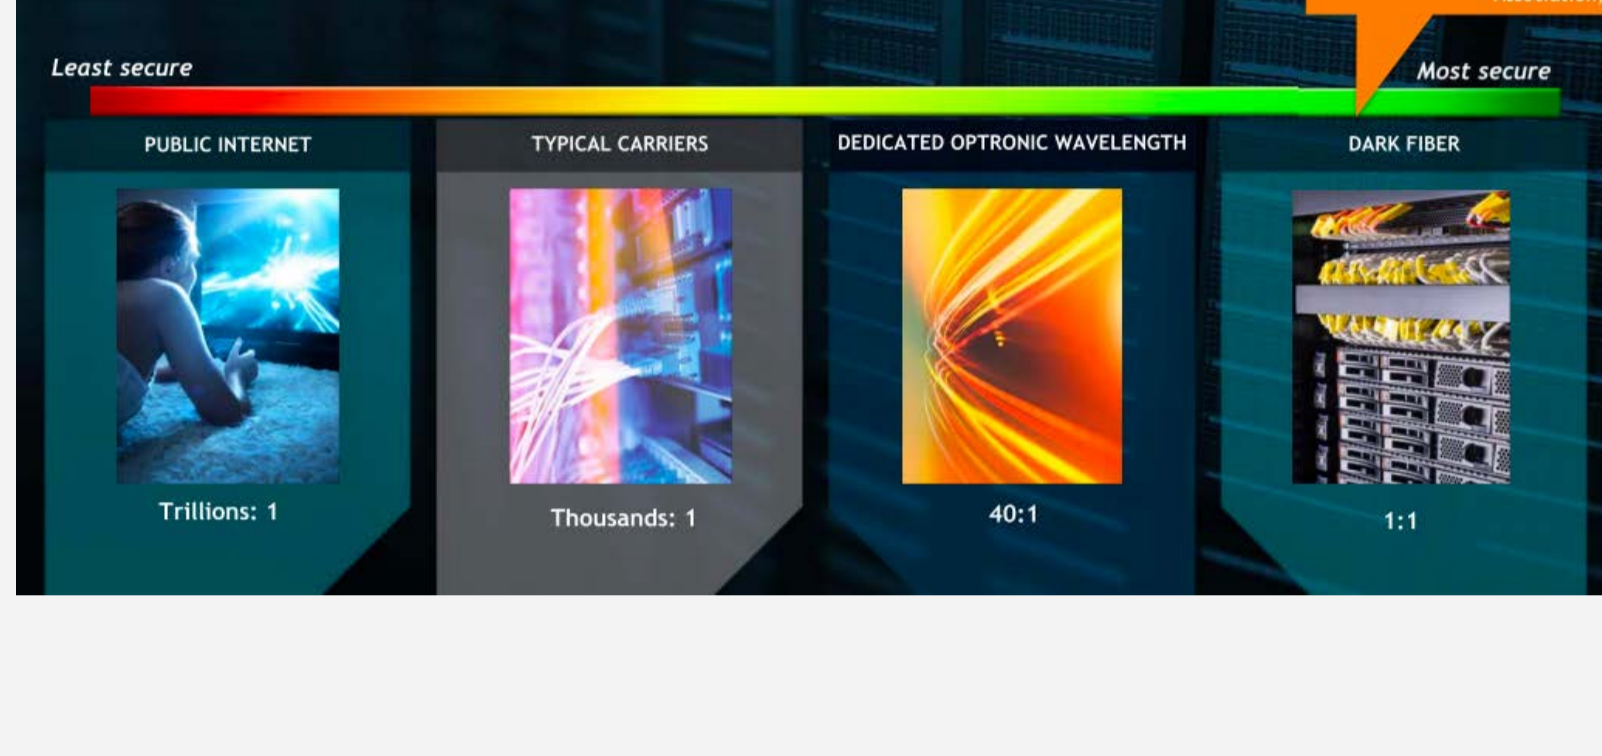 Least secure
Most secure
PUBLIC INTERNET
TYPICAL CARRIERS
DEDICATED OPTRONIC WAVELENGTH
DARK FIBER
Trillions: 1
Thousands: 1
40:1
1:1